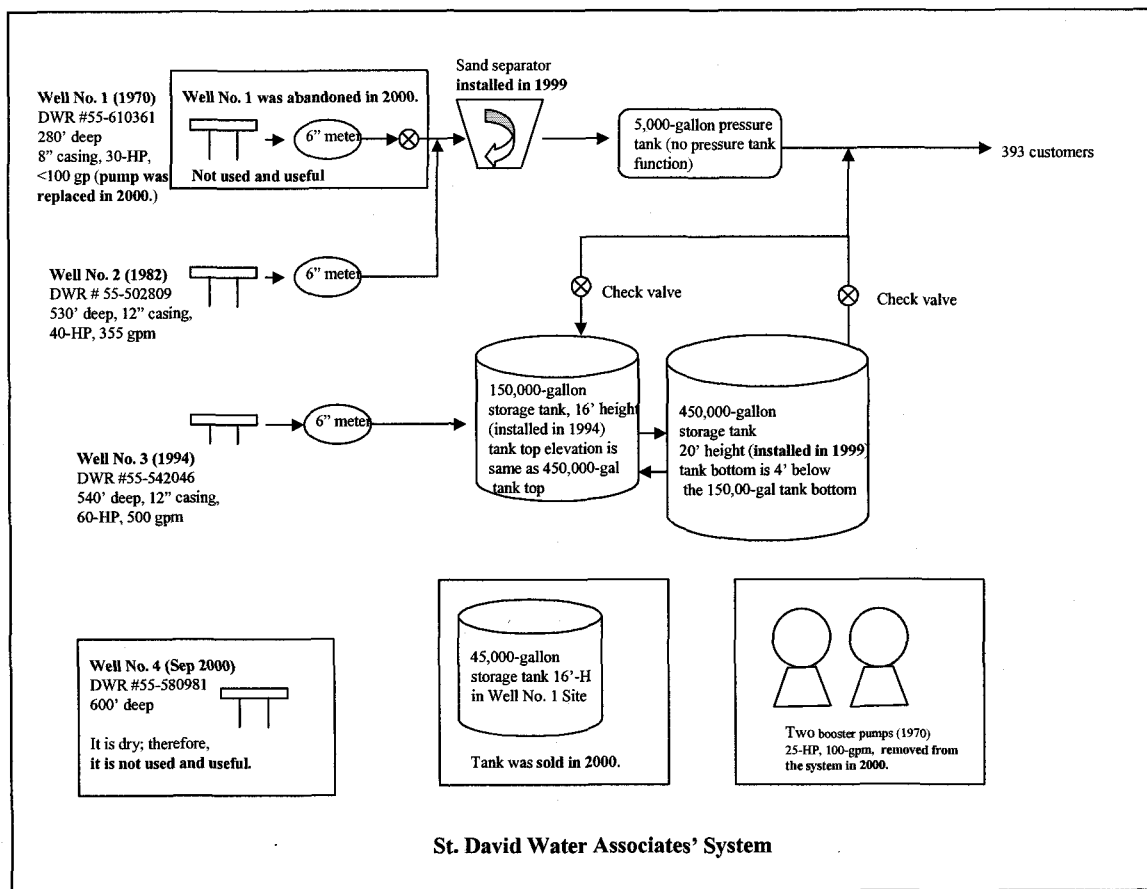 Well No. 1 (1970)
DWR #55-610361
280' deep
8" casing, 30-HP,
<100 gp (pump was
replaced in 2000.)
Well No. 1 was abandoned in 2000.
6" meter
Not used and useful
Sand separator
installed in 1999
5,000-gallon pressure
tank (no pressure tank
function)
393 customers
Well No. 2 (1982)
DWR # 55-502809
530' deep, 12" casing,
40-HP, 355 gpm
6" meter
Check valve
Check valve
Well No. 3 (1994)
DWR #55-542046
540' deep, 12" casing,
60-HP, 500 gpm
6" meter
150,000-gallon
storage tank, 16' height
(installed in 1994)
tank top elevation is
same as 450,000-gal
tank top
450,000-gallon
storage tank
20' height (installed in 1999)
tank bottom is 4' below
the 150,00-gal tank bottom
Well No. 4 (Sep 2000)
DWR #55-580981
600' deep
It is dry; therefore,
it is not used and useful.
45,000-gallon
storage tank 16'-H
in Well No. 1 Site
Tank was sold in 2000.
Two booster pumps (1970)
25-HP, 100-gpm, removed from
the system in 2000.
St. David Water Associates' System